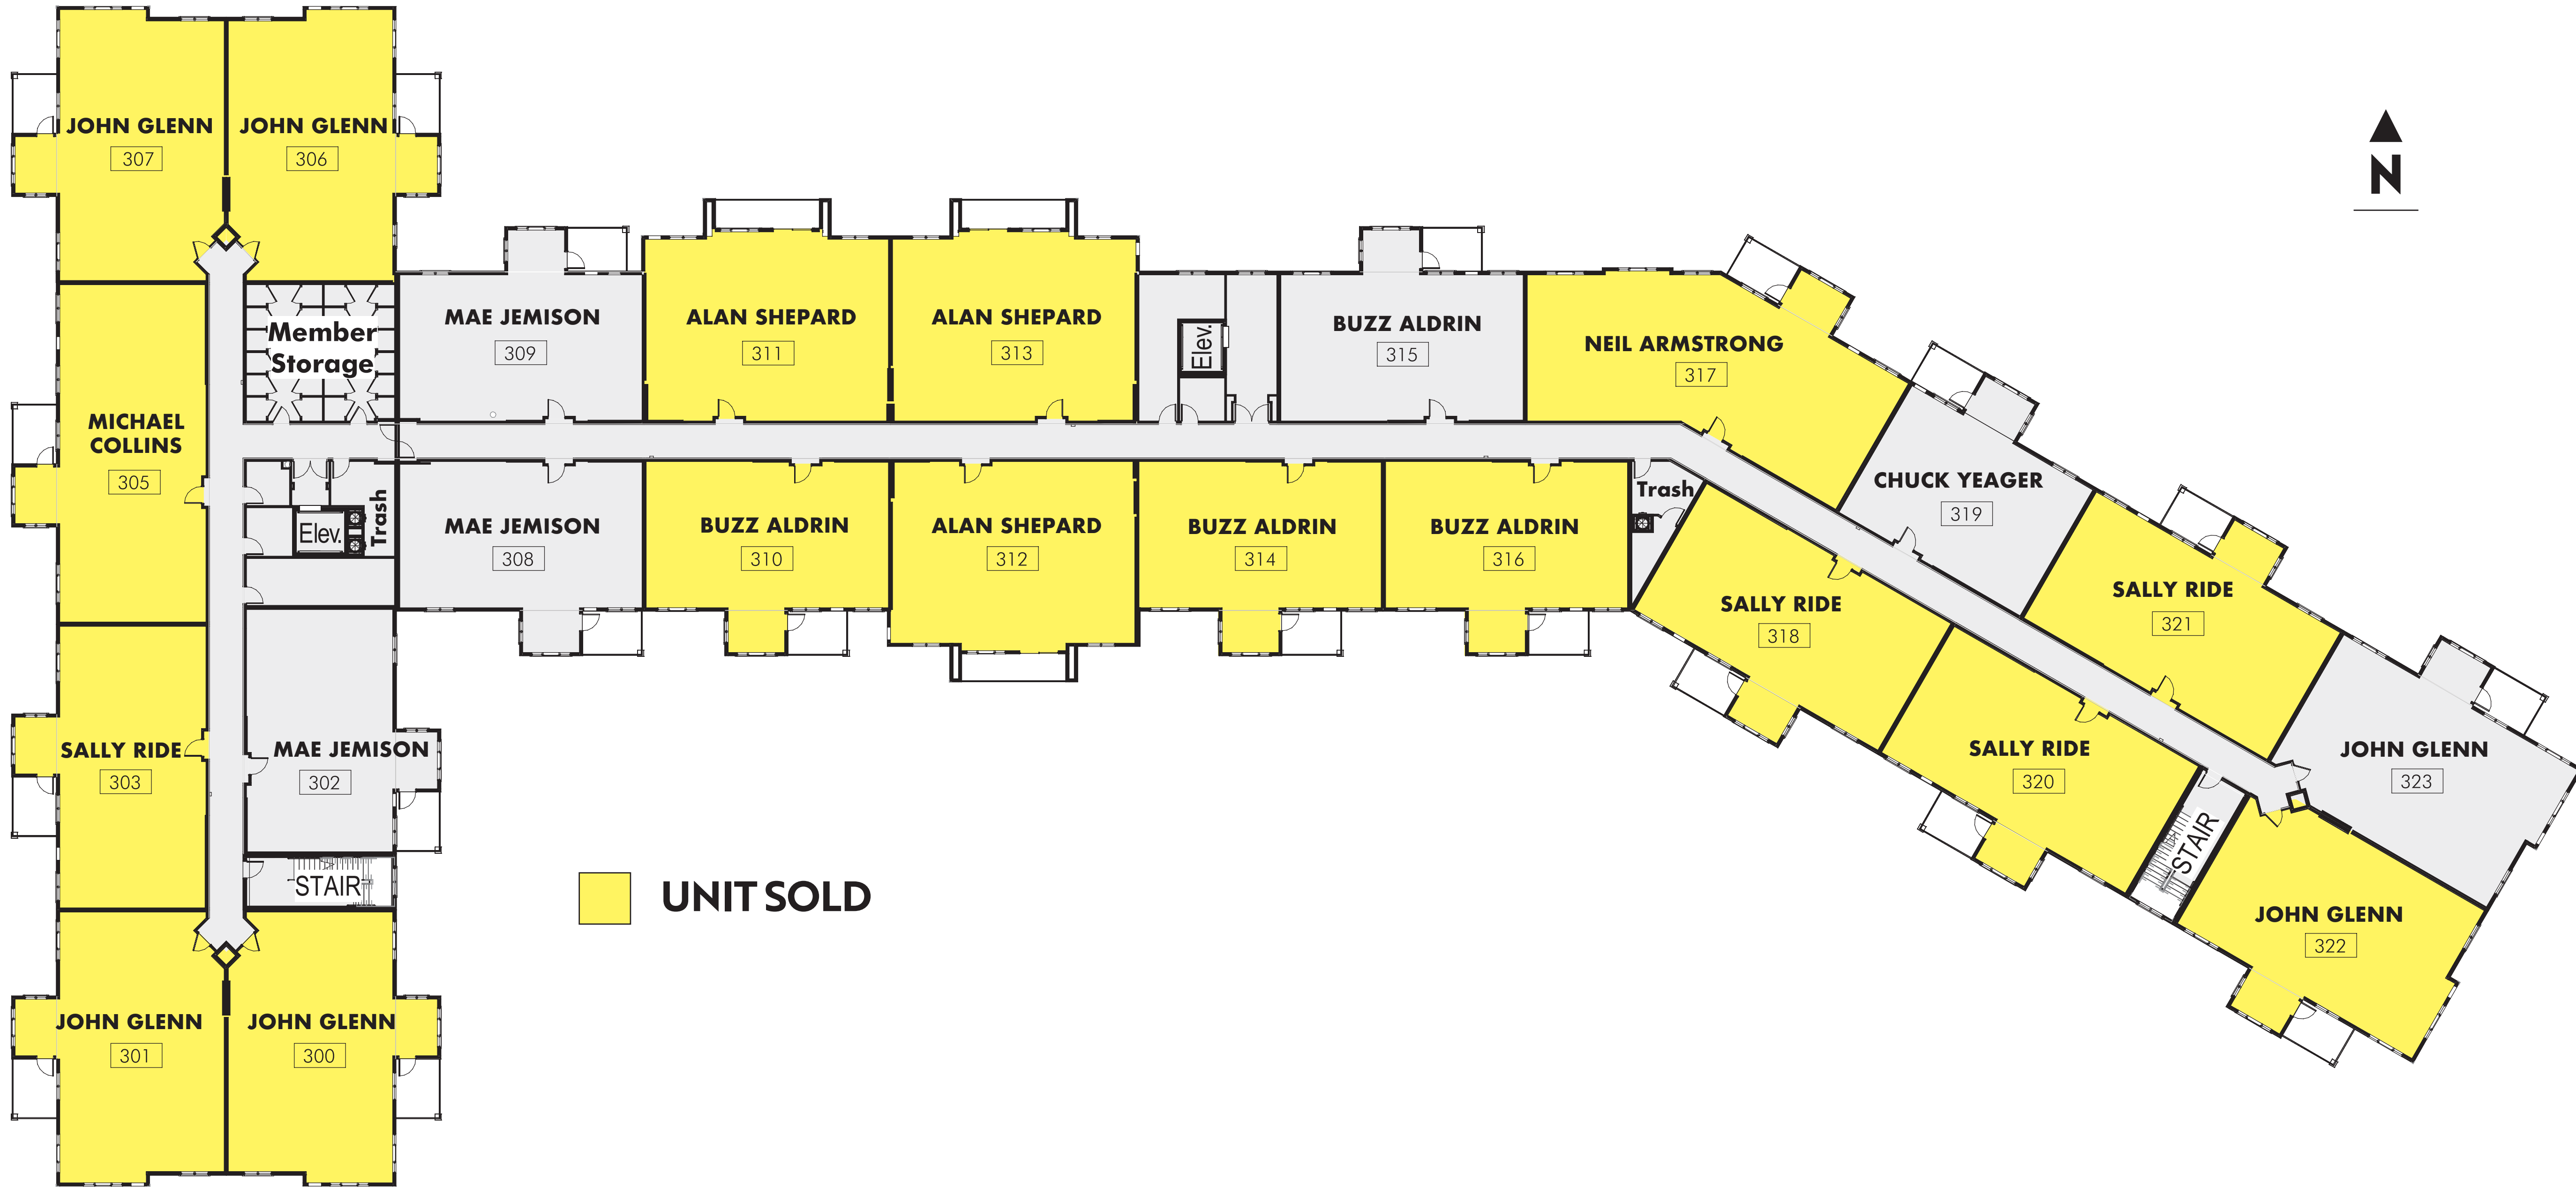 JOHN GLENN
307
JOHN GLENN
306
N
Member
Storage
MAE JEMISON
309
ALAN SHEPARD
311
ALAN SHEPARD
313
Elev.
BUZZ ALDRIN
315
NEIL ARMSTRONG
317
MICHAEL
COLLINS
305
Elev.
Trash
MAE JEMISON
308
BUZZ ALDRIN
310
ALAN SHEPARD
312
BUZZ ALDRIN
314
BUZZ ALDRIN
316
Trash
CHUCK YEAGER
319
SALLY RIDE
318
SALLY RIDE
321
SALLY RIDE
303
MAE JEMISON
302
SALLY RIDE
320
JOHN GLENN
323
STAIR
STAIR
UNIT SOLD
JOHN GLENN
322
JOHN GLENN
301
JOHN GLENN
300